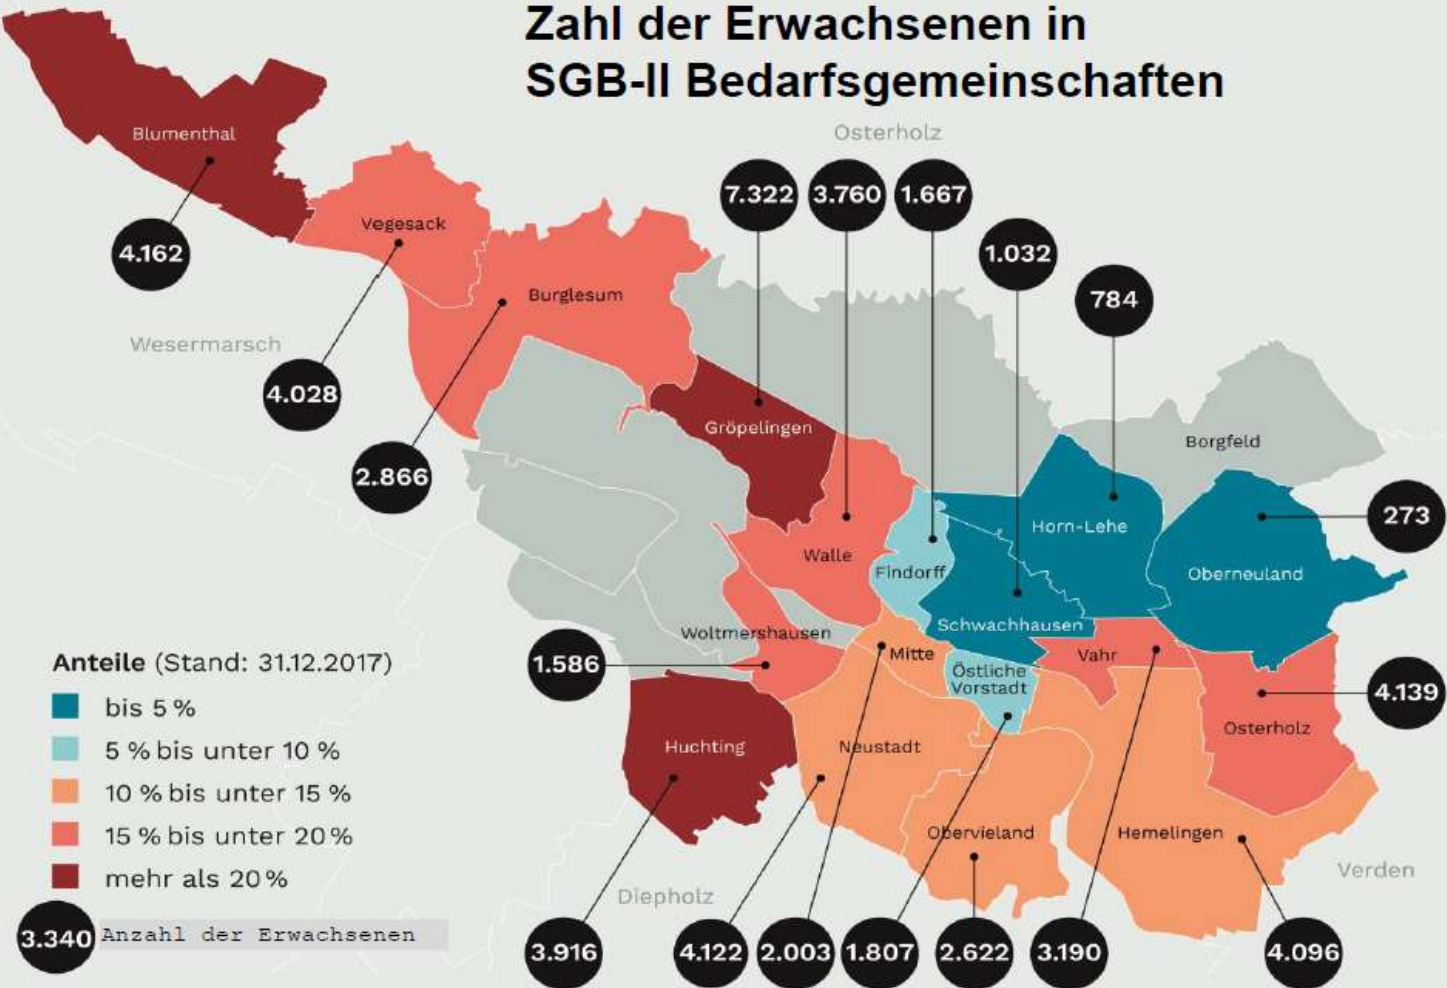 Zahl der Erwachsenen in
SGB-II Bedarfsgemeinschaften
Osterholz
Blumenthal
7.322
3.760
1.667
Vegesack
4.162
1.032
Burglesum
784
Wesermarsch
4.028
Gröpelingen
Borgfeld
2.866
273
Horn-Lehe
Walle
Findorff
Oberneuland
Schwachhausen
Woltmershausen
Mitte
Vahr
1.586
Östliche
Vorstadt
4.139
Osterholz
Huchting
Neustadt
Obervieland
Hemelingen
Verden
Diepholz
Anteile (Stand: 31.12.2017)
bis 5 %
5 % bis unter 10 %
10 % bis unter 15 %
15 % bis unter 20 %
mehr als 20 %
3.340 Anzahl der Erwachsenen
3.916
4.122
2.003
1.807
2.622
3.190
4.096